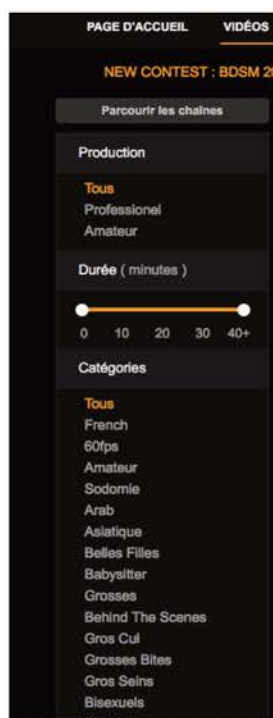 PAGE D'ACCUEIL VIDÉOS
NEW CONTEST : BDSM
Parcourir les chaînes
Production
Tous
Professionel
Amateur
Durée ( minutes )
0 10 20 30 40+
Catégories
Tous
French
60fps
Amateur
Sodomie
Arab
Asiatique
Belles Filles
Babysitter
Grosses
Behind The Scenes
Gros Cul
Grosses Bites
Gros Seins
Bisexuels